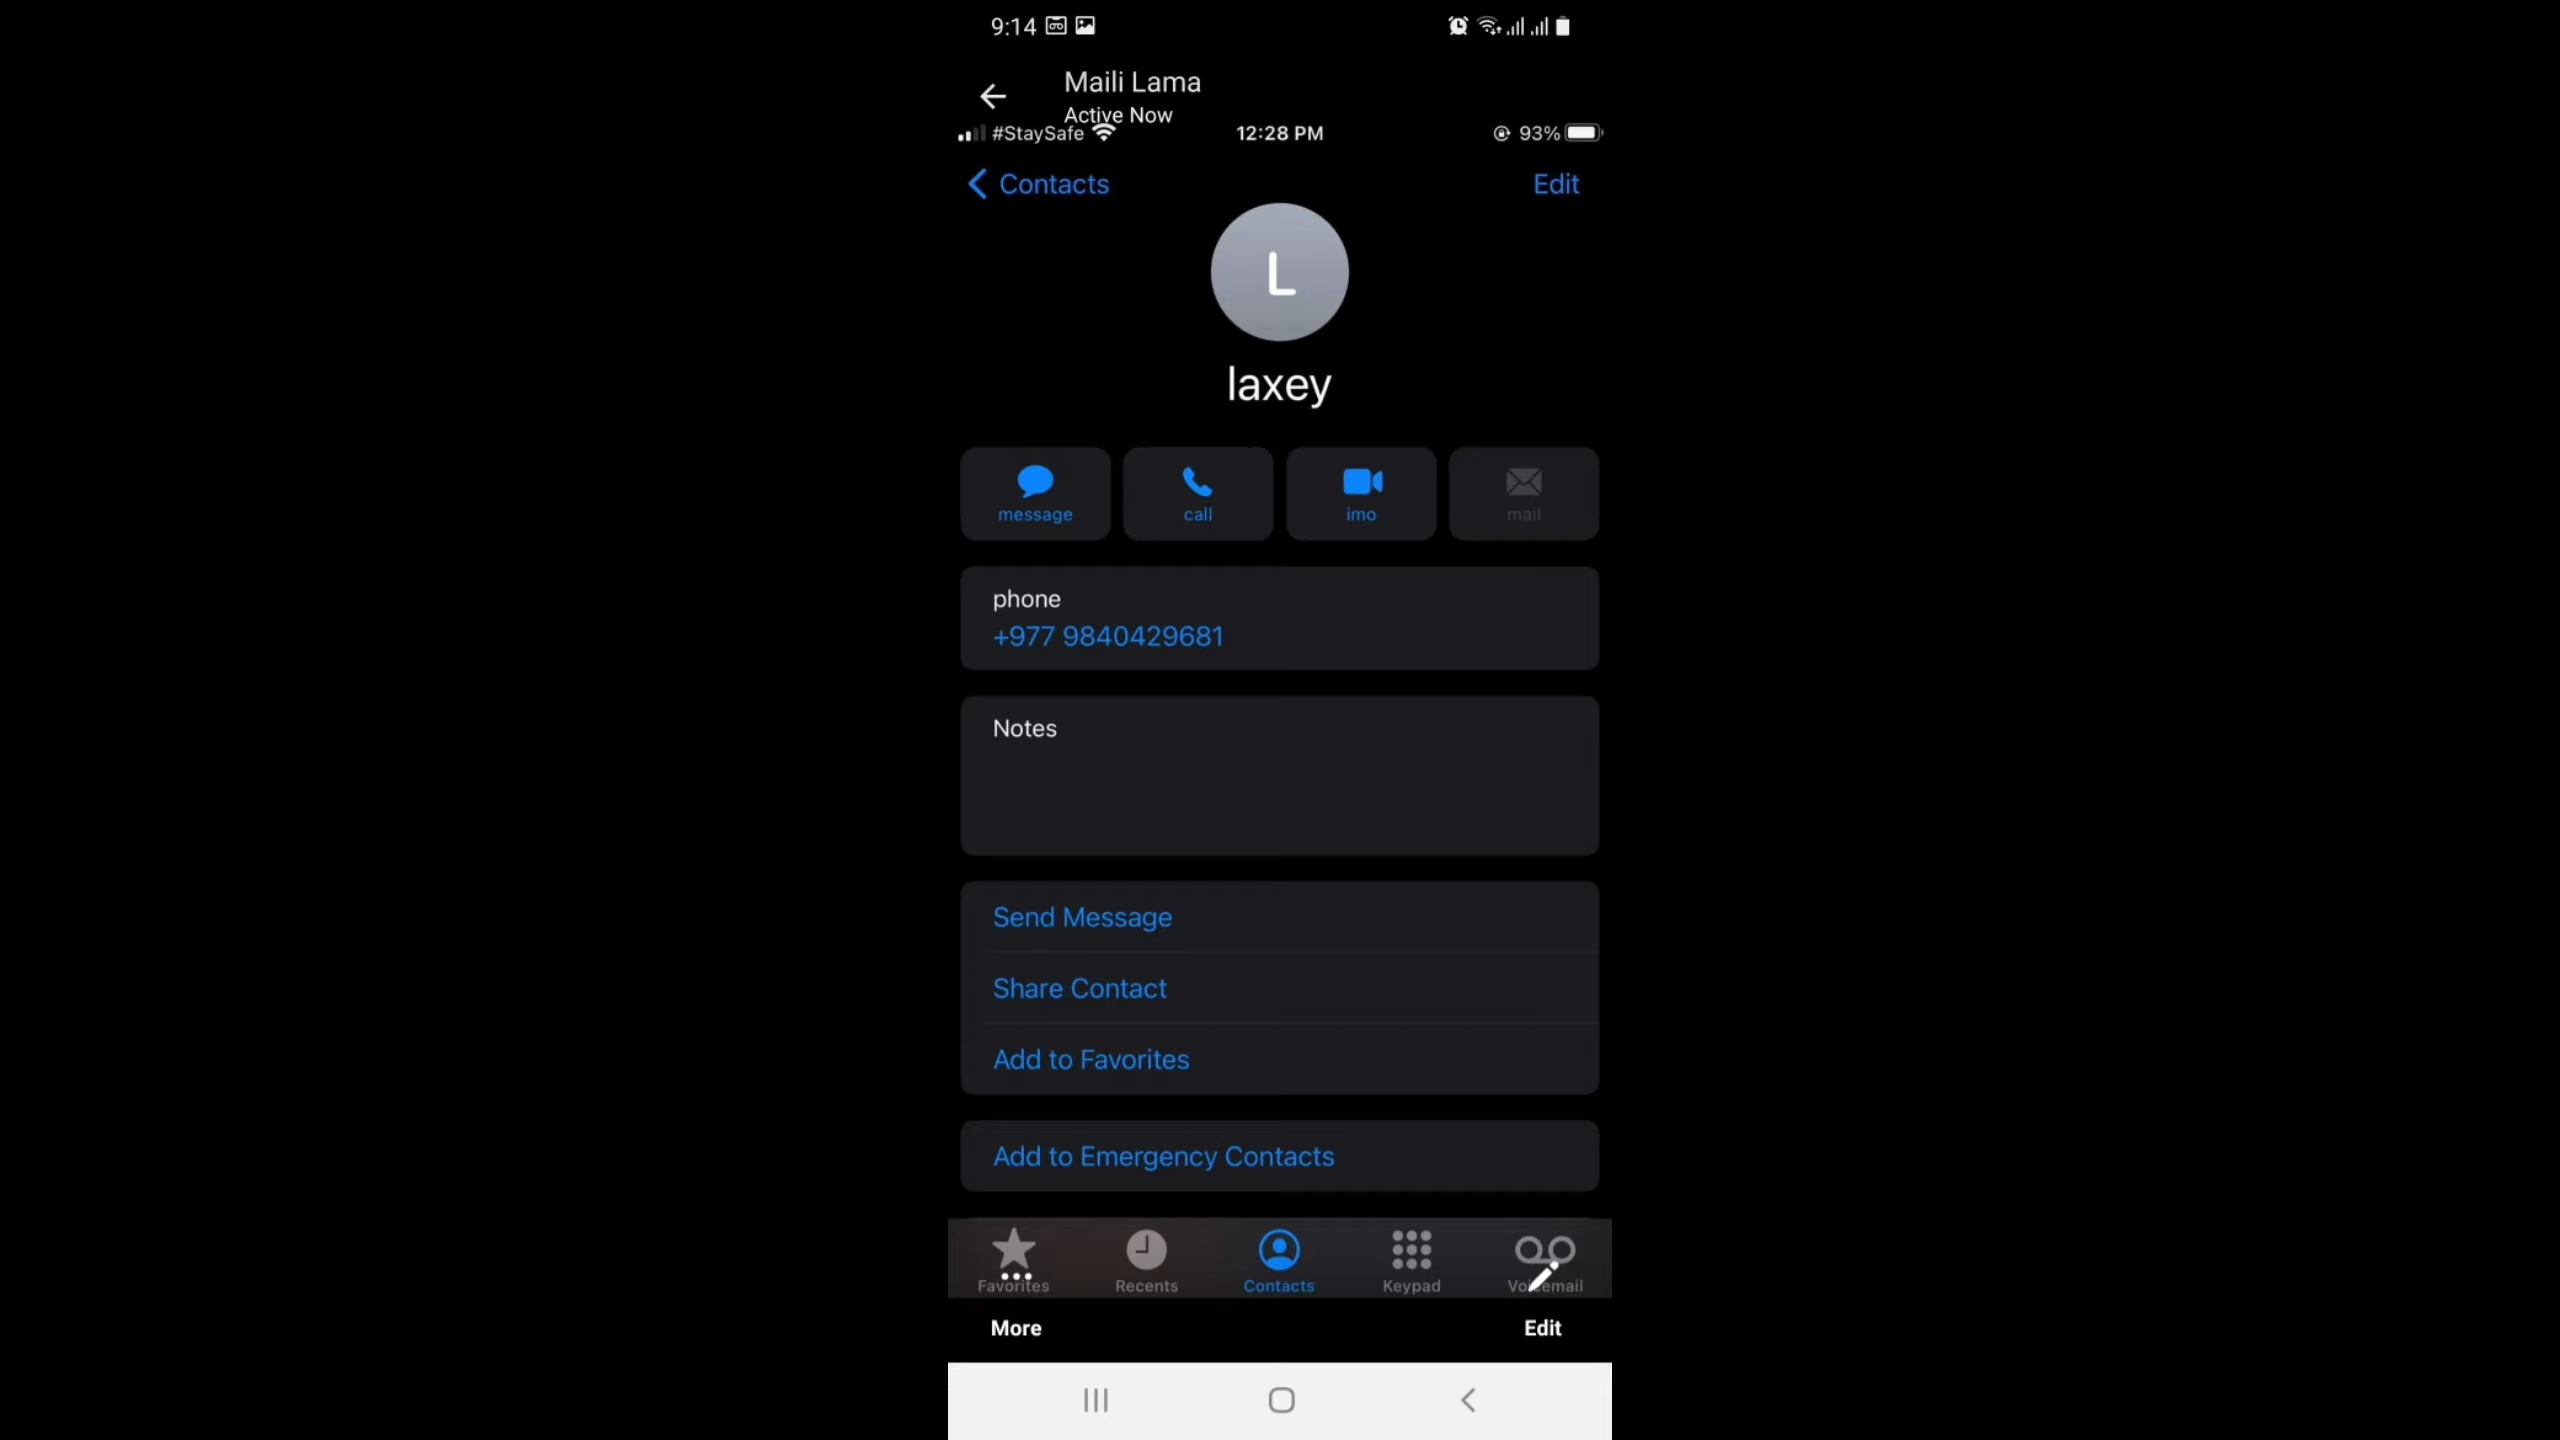 9:14
Maili Lama
Active Now
#StaySafe 12:28 PM 93%
Contacts Edit
L
laxey
message call imo mail
phone
+977 9840429681
Notes
Send Message
Share Contact
Add to Favorites
Add to Emergency Contacts
Favorites Recents Contacts Keypad Voicemail
More Edit